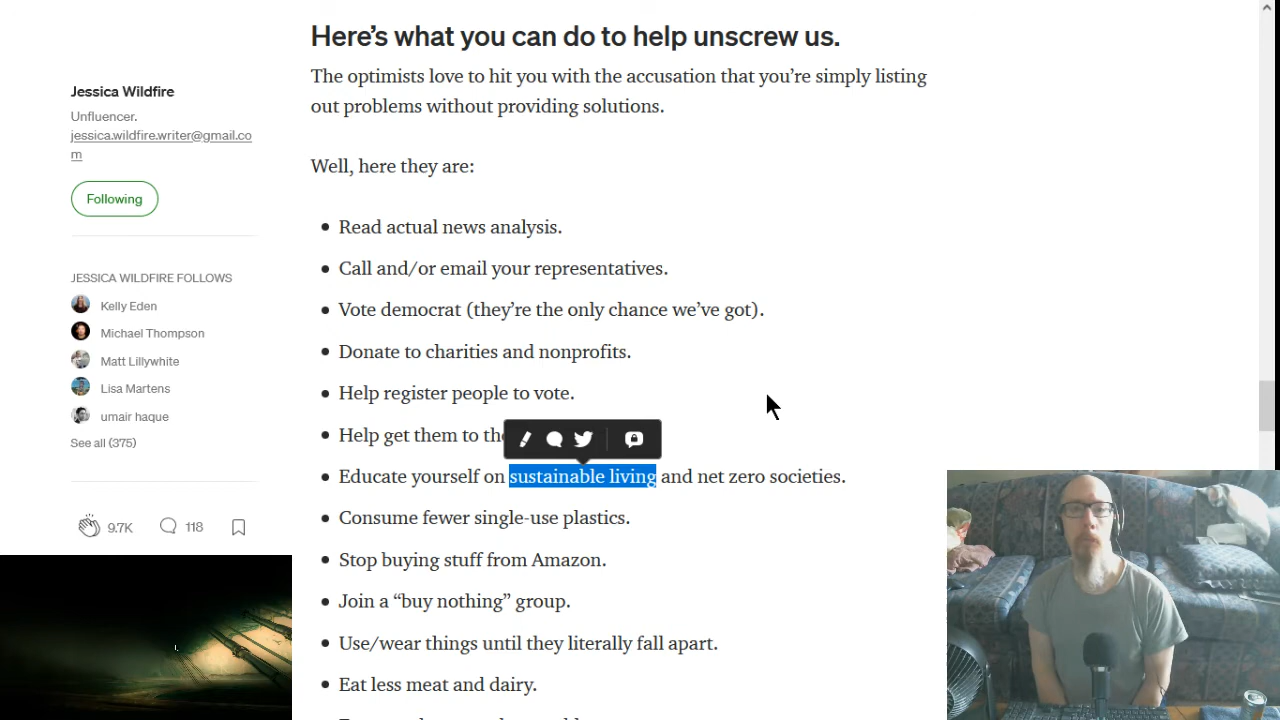 Here's what you can do to help unscrew us.
The optimists love to hit you with the accusation that you're simply listing
out problems without providing solutions.
Well, here they are:
Read actual news analysis.
Call and/or email your representatives.
Vote democrat (they're the only chance we've got).
Donate to charities and nonprofits.
Help register people to vote.
Help get them to
Educate yourself on sustainable living and net zero societies.
Consume fewer single-use plastics.
Stop buying stuff from Amazon.
Join a “buy nothing” group.
Use/wear things until they literally fall apart.
Eat less meat and dairy.
Jessica Wildfire
Unfluencer.
jessica.wildfire.writer@gmail.co
m
Following
JESSICA WILDFIRE FOLLOWS
Kelly Eden
Michael Thompson
Matt Lillywhite
Lisa Martens
umair haque
See all (375)
9.7K 118